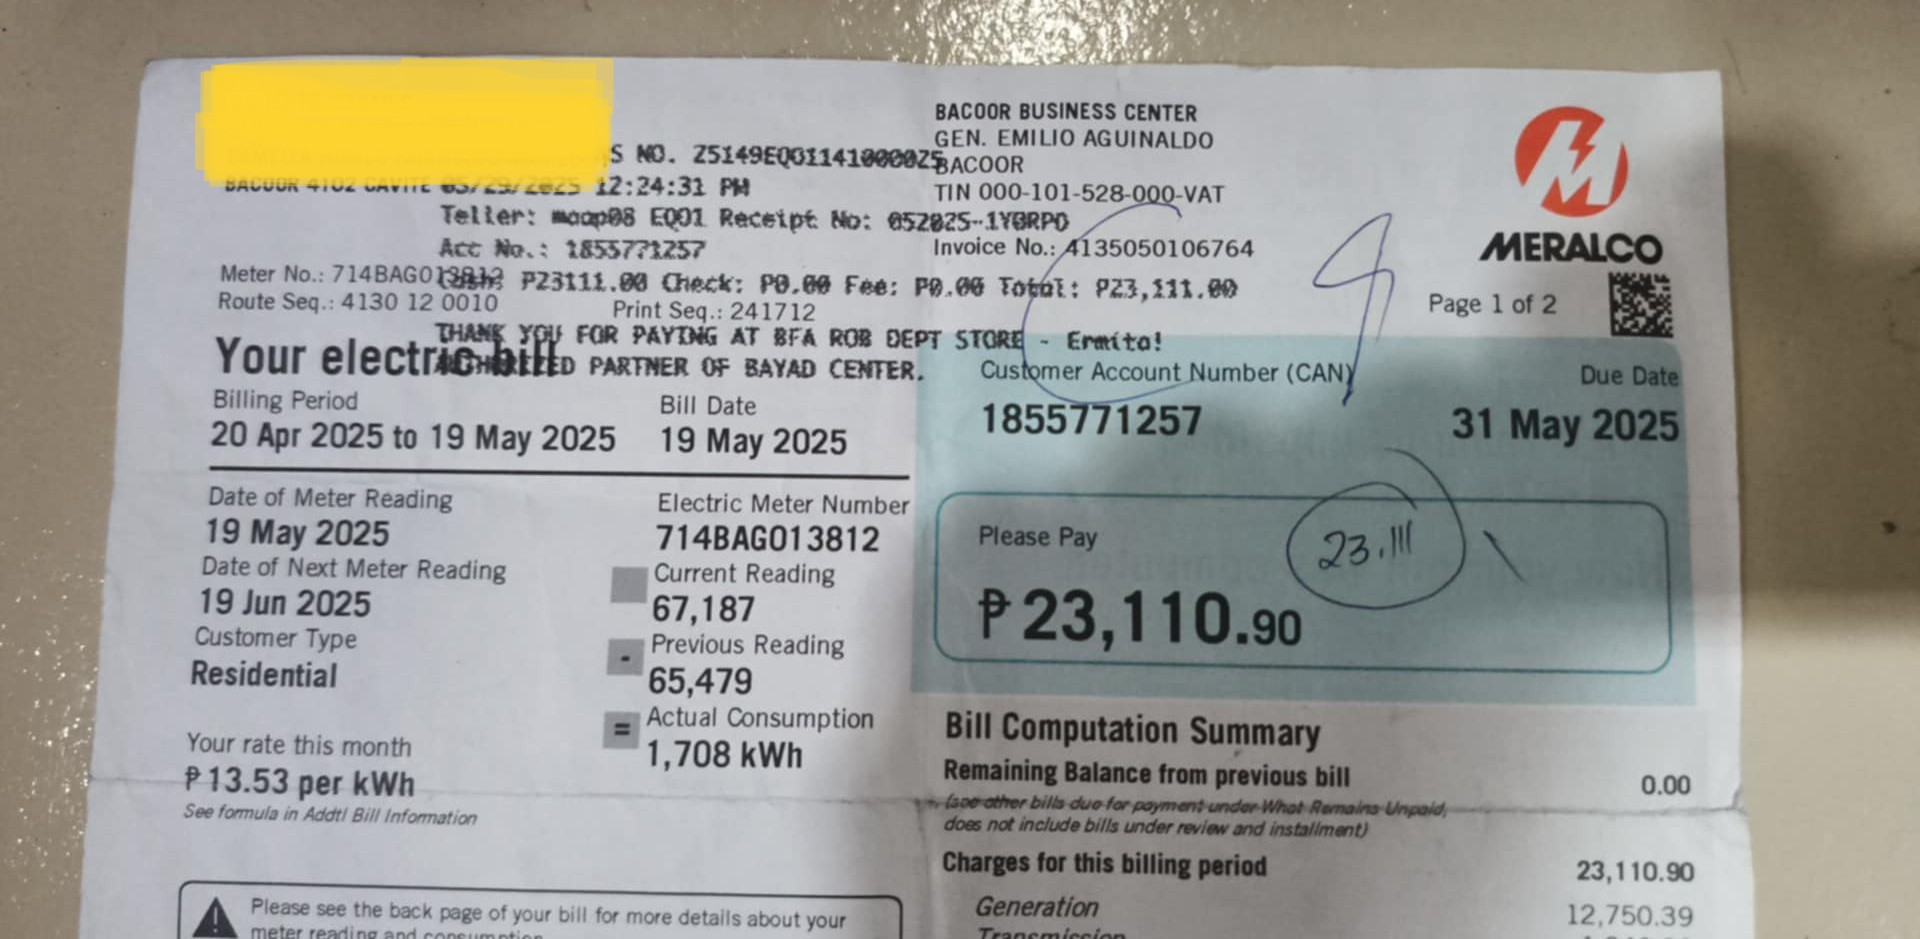 BACOOR BUSINESS CENTER
GEN. EMILIO AGUINALDO
BACOOR
TIN 000-101-528-000-VAT
Invoice No.: 4135050106764
MERALCO
Page 1 of 2
S NO. Z5149EQ011410000Z5
BACOOR 4102 CAVITE 05/29/2025 12:24:31 PM
Teller: EQ01 Receipt No: 052025-1YBRPO
Acc No.: 1855771257
Meter No.: 714BAG013812
Cash: P23111.00 Check: P0.00 Fee: P0.00 Total: P23,111.00
Route Seq.: 4130 12 0010
Print Seq.: 241712
THANK YOU FOR PAYING AT BFA ROB DEPT STORE - Ermita!
AUTHORIZED PARTNER OF BAYAD CENTER.
Your electric bill
Billing Period
20 Apr 2025 to 19 May 2025
Bill Date
19 May 2025
Customer Account Number (CAN)
1855771257
Due Date
31 May 2025
Date of Meter Reading
19 May 2025
Date of Next Meter Reading
19 Jun 2025
Customer Type
Residential
Your rate this month
₱13.53 per kWh
See formula in Addtl Bill Information
Electric Meter Number
714BAG013812
Current Reading
67,187
- Previous Reading
65,479
= Actual Consumption
1,708 kWh
Please Pay
23.111
₱23,110.90
Bill Computation Summary
Remaining Balance from previous bill 0.00
(see other bills due for payment under What Remains Unpaid,
does not include bills under review and installment)
Charges for this billing period 23,110.90
Generation 12,750.39
Transmission
Please see the back page of your bill for more details about your
meter reading and consumption